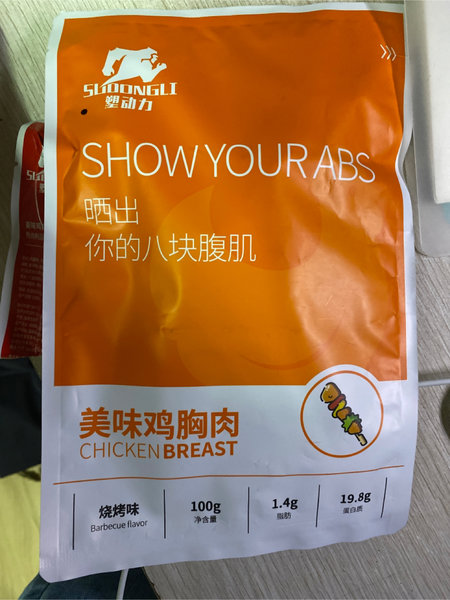 SUDONGLI
塑动力
SHOW YOUR ABS
晒出
你的八块腹肌
美味鸡胸肉
CHICKEN BREAST
烧烤味
Barbecue flavor
100g
净含量
1.4g
脂肪
19.8g
蛋白质